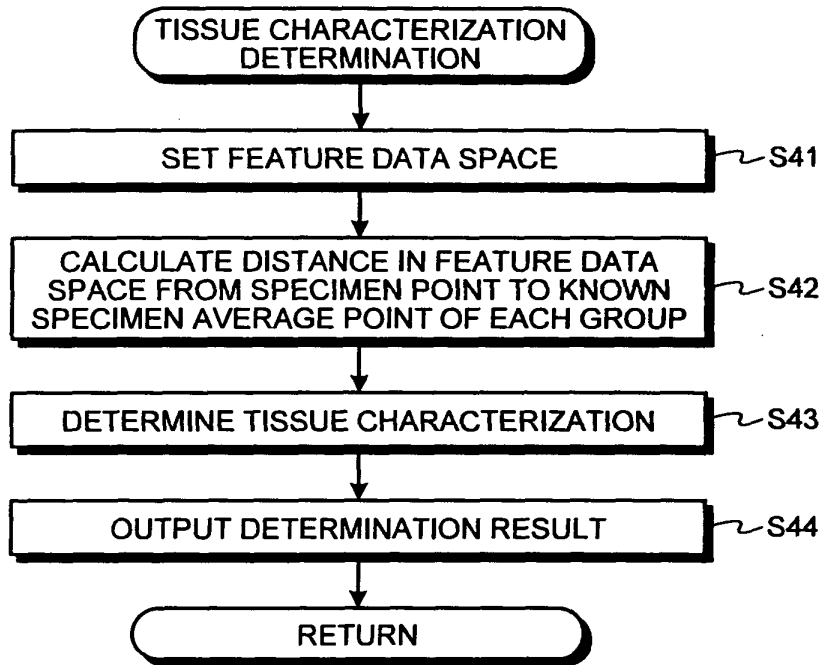 TISSUE CHARACTERIZATION
DETERMINATION
SET FEATURE DATA SPACE
S41
CALCULATE DISTANCE IN FEATURE DATA
SPACE FROM SPECIMEN POINT TO KNOWN
SPECIMEN AVERAGE POINT OF EACH GROUP
S42
DETERMINE TISSUE CHARACTERIZATION
S43
OUTPUT DETERMINATION RESULT
S44
RETURN